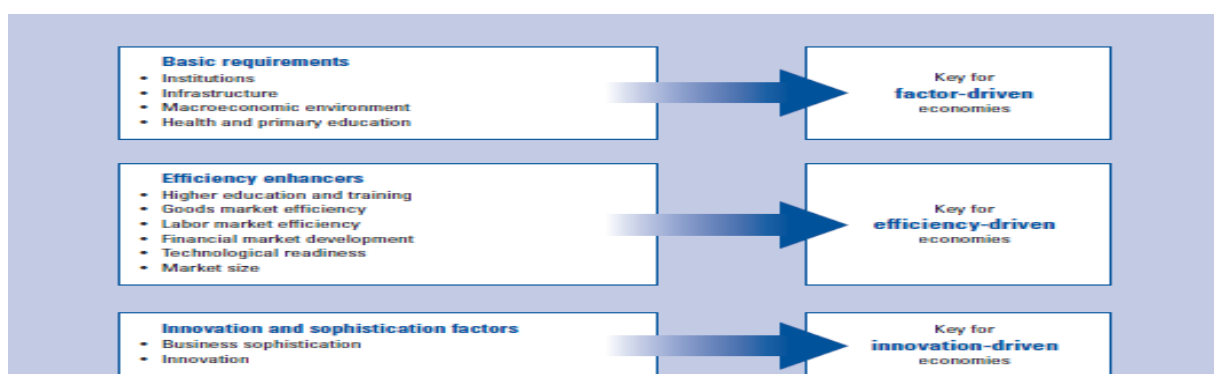 Basic requirements
• Institutions
• Infrastructure
• Macroeconomic environment
• Health and primary education
Key for
factor-driven
economies
Efficiency enhancers
• Higher education and training
• Goods market efficiency
• Labor market efficiency
• Financial market development
• Technological readiness
• Market size
Key for
efficiency-driven
economies
Innovation and sophistication factors
• Business sophistication
• Innovation
Key for
innovation-driven
economies